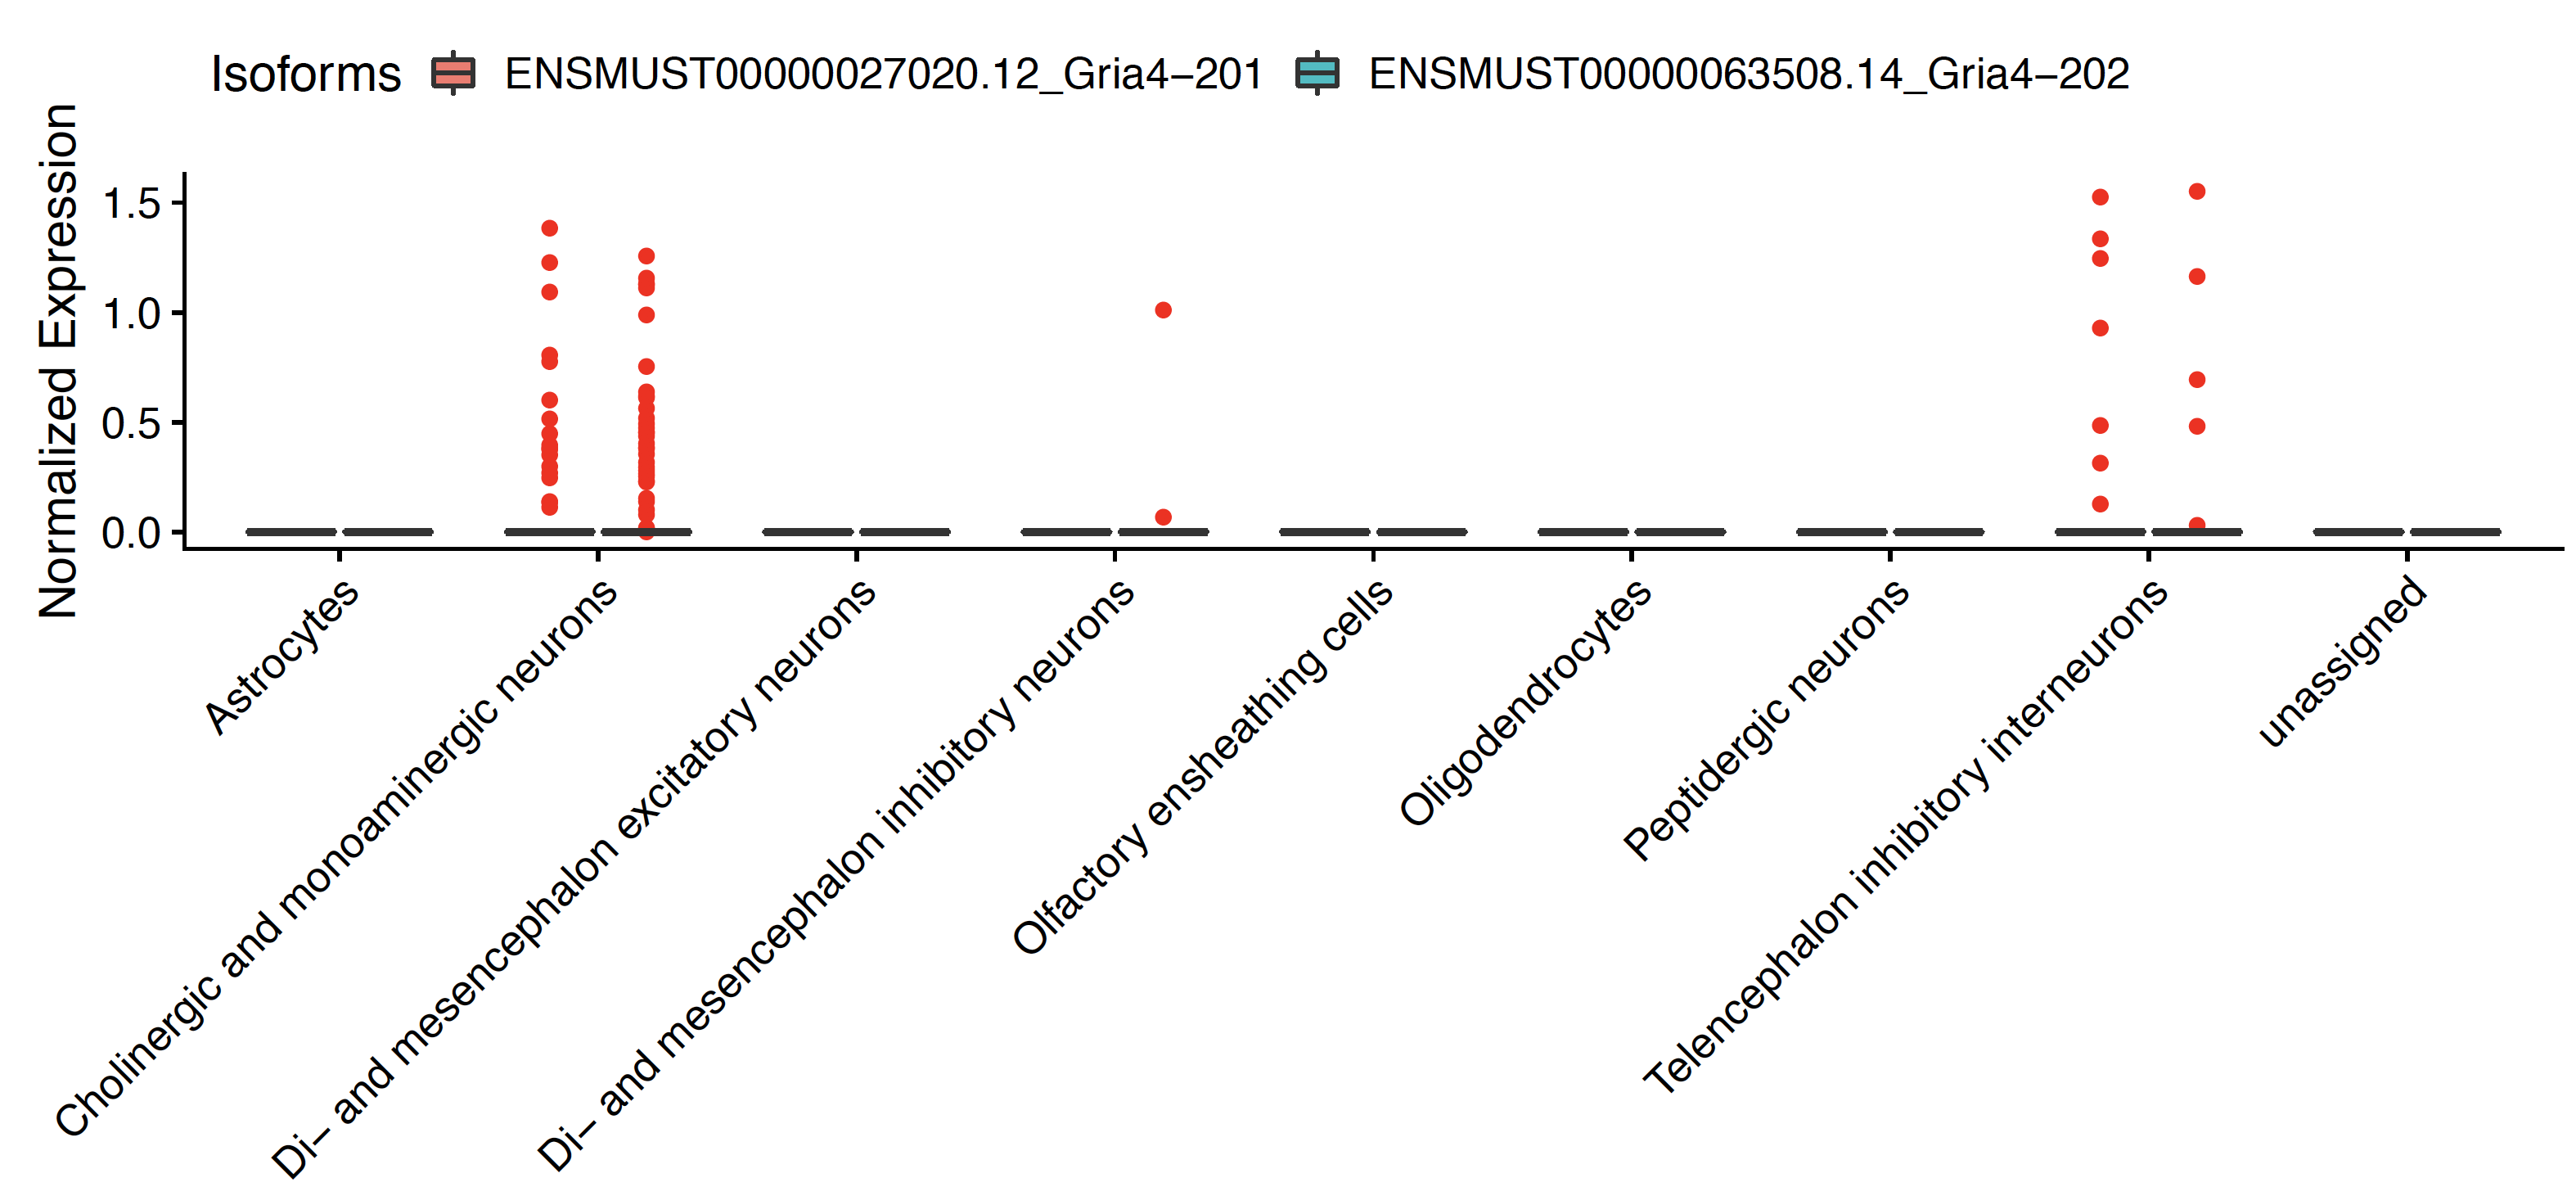 Isoforms ENSMUST00000027020.12_Gria4−201 ENSMUST00000063508.14_Gria4−202
Normalized Expression
1.5
1.0
0.5
0.0
Astrocytes
Cholinergic and monoaminergic neurons
Di− and mesencephalon excitatory neurons
Di− and mesencephalon inhibitory neurons
Olfactory ensheathing cells
Oligodendrocytes
Peptidergic neurons
Telencephalon inhibitory interneurons
unassigned